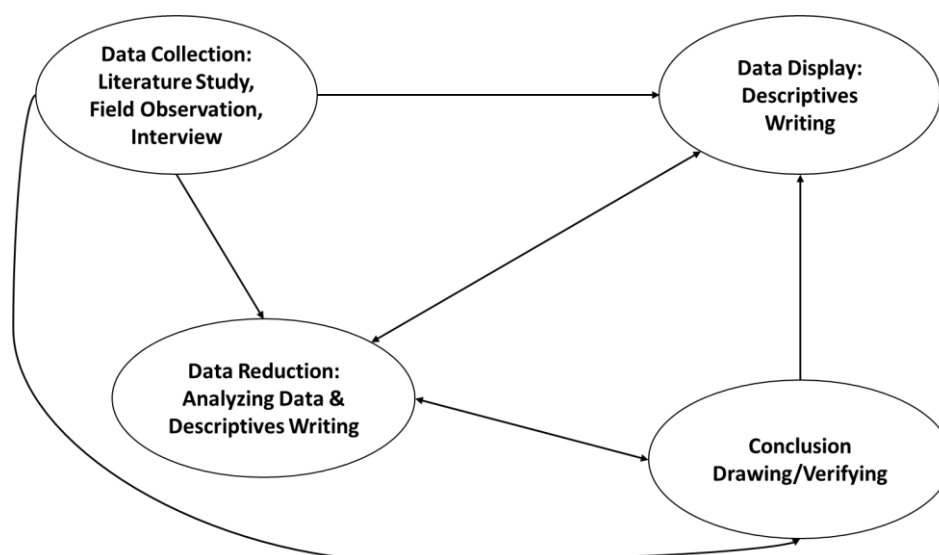 Data Collection:
Literature Study,
Field Observation,
Interview
Data Display:
Descriptives
Writing
Data Reduction:
Analyzing Data &
Descriptives Writing
Conclusion
Drawing/Verifying